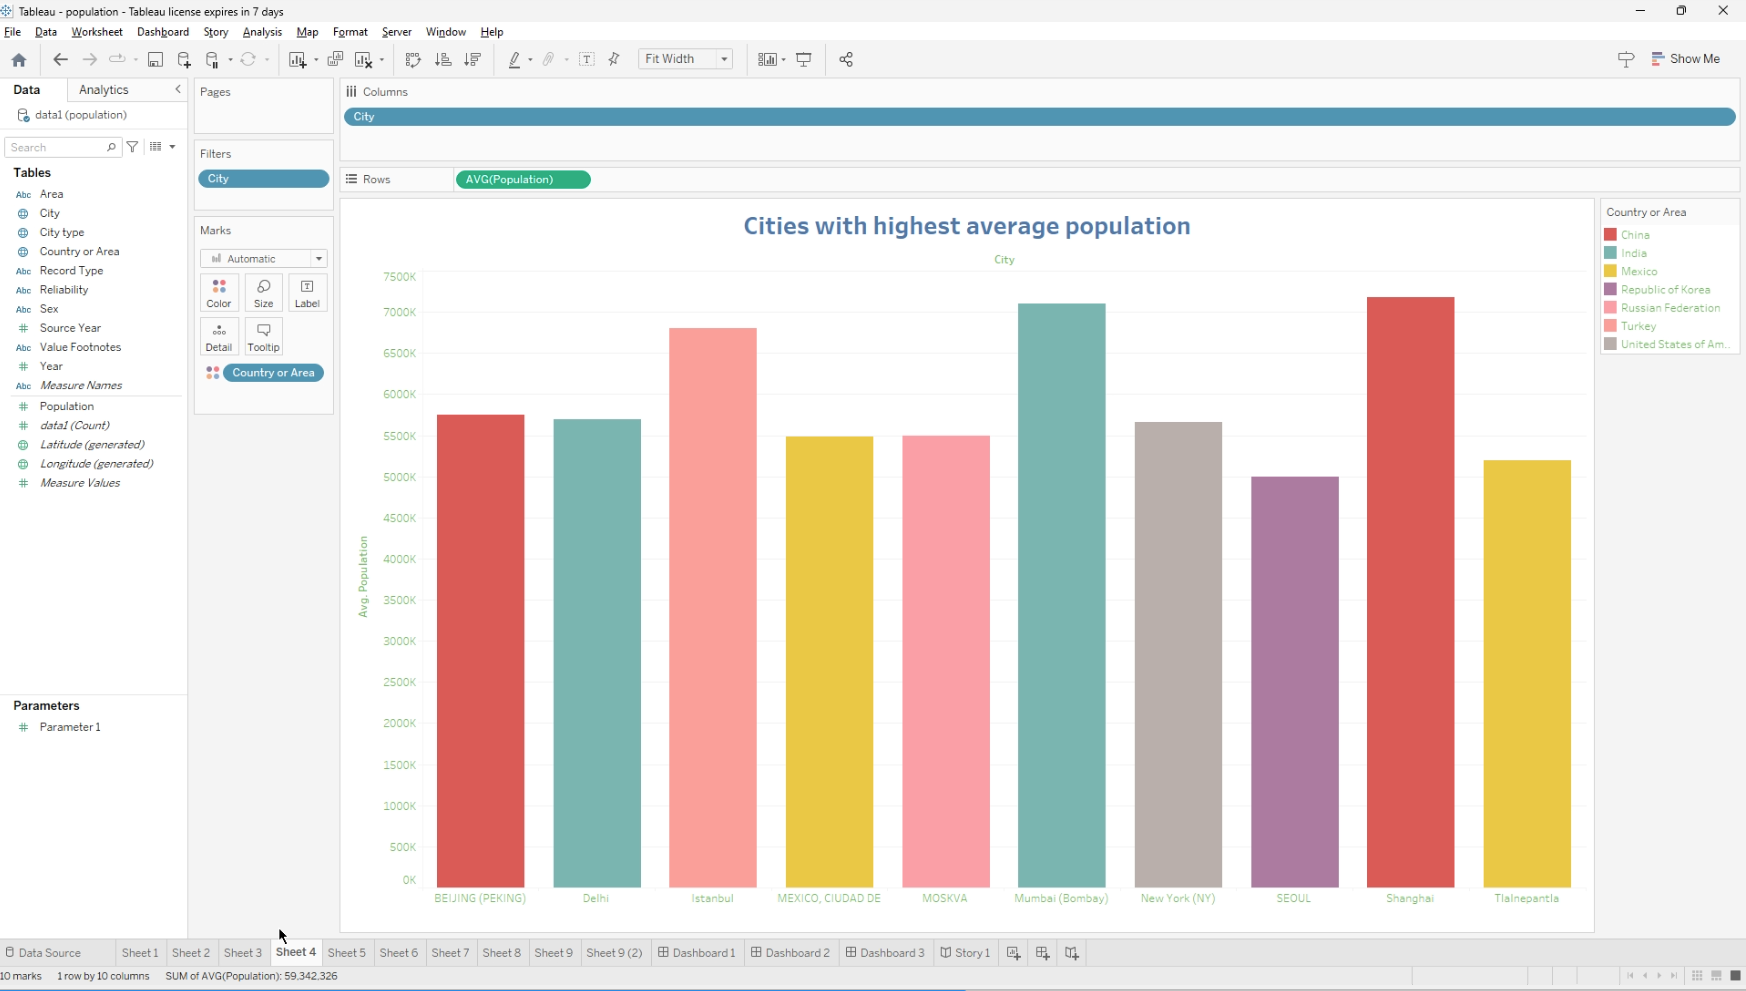 Tableau - population - Tableau license expires in 7 days
File Data Worksheet Dashboard Story Analysis Map Format Server Window Help
Fit Width
Show Me
Data Analytics
data1 (population)
Search
Tables
Abc Area
City
City type
Country or Area
Abc Record Type
Abc Reliability
Abc Sex
Source Year
Abc Value Footnotes
Year
Abc Measure Names
Population
data1 (Count)
Latitude (generated)
Longitude (generated)
Measure Values
Parameters
Parameter 1
Pages
Filters
City
Marks
Automatic
Color Size Label
Detail Tooltip
Country or Area
Columns
City
Rows
AVG(Population)
Cities with highest average population
City
Avg. Population
7500K
7000K
6500K
6000K
5500K
5000K
4500K
4000K
3500K
3000K
2500K
2000K
1500K
1000K
500K
0K
BEIJING (PEKING) Delhi Istanbul MEXICO, CIUDAD DE MOSKVA Mumbai (Bombay) New York (NY) SEOUL Shanghai Tlalnepantla
Country or Area
China
India
Mexico
Republic of Korea
Russian Federation
Turkey
United States of Am...
Data Source Sheet 1 Sheet 2 Sheet 3 Sheet 4 Sheet 5 Sheet 6 Sheet 7 Sheet 8 Sheet 9 Sheet 9 (2) Dashboard 1 Dashboard 2 Dashboard 3 Story 1
10 marks 1 row by 10 columns SUM of AVG(Population): 59,342,326